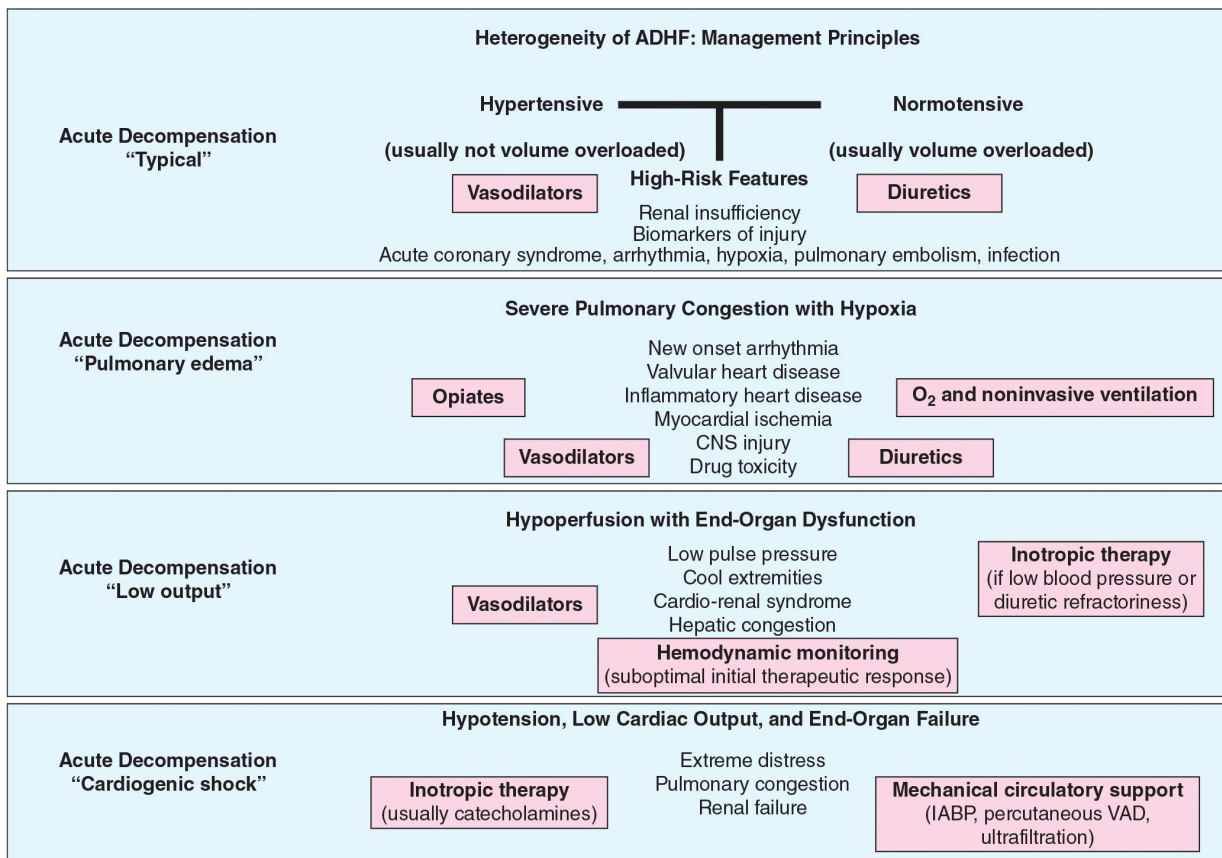 Heterogeneity of ADHF: Management Principles
Acute Decompensation
“Typical”
Hypertensive
Normotensive
(usually not volume overloaded)
(usually volume overloaded)
Vasodilators
High-Risk Features
Diuretics
Renal insufficiency
Biomarkers of injury
Acute coronary syndrome, arrhythmia, hypoxia, pulmonary embolism, infection
Severe Pulmonary Congestion with Hypoxia
Acute Decompensation
“Pulmonary edema”
New onset arrhythmia
Valvular heart disease
Inflammatory heart disease
Myocardial ischemia
CNS injury
Drug toxicity
Opiates
O₂ and noninvasive ventilation
Vasodilators
Diuretics
Hypoperfusion with End-Organ Dysfunction
Acute Decompensation
“Low output”
Low pulse pressure
Cool extremities
Cardio-renal syndrome
Hepatic congestion
Vasodilators
Inotropic therapy
(if low blood pressure or
diuretic refractoriness)
Hemodynamic monitoring
(suboptimal initial therapeutic response)
Hypotension, Low Cardiac Output, and End-Organ Failure
Acute Decompensation
“Cardiogenic shock”
Extreme distress
Pulmonary congestion
Renal failure
Inotropic therapy
(usually catecholamines)
Mechanical circulatory support
(IABP, percutaneous VAD,
ultrafiltration)